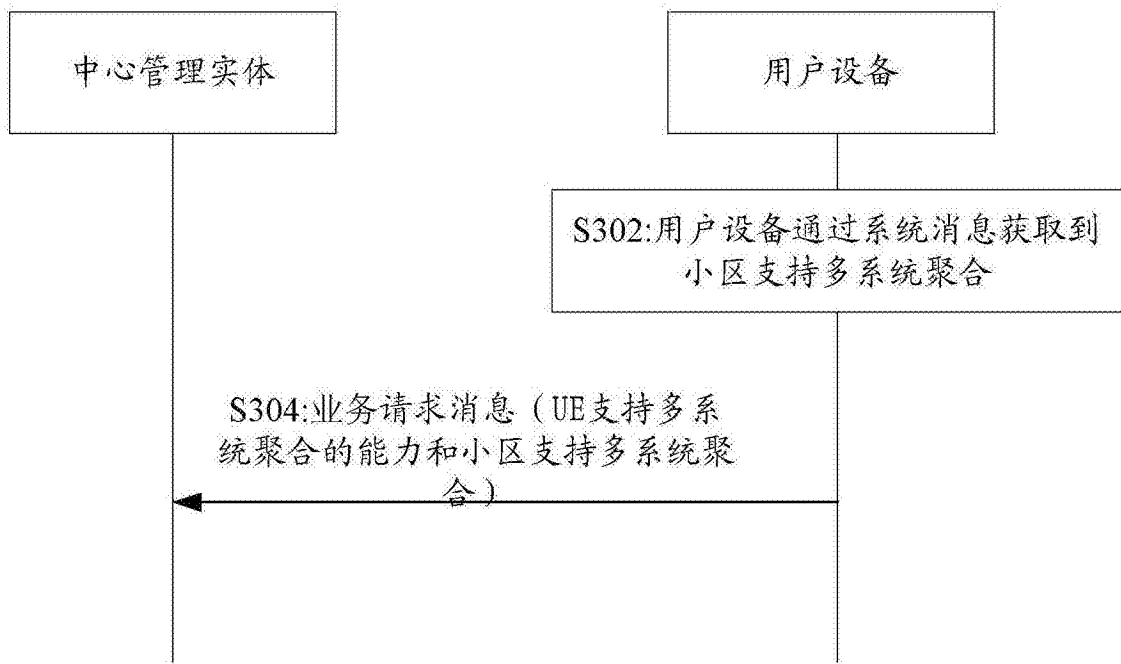 中心管理实体
用户设备
S302:用户设备通过系统消息获取到
小区支持多系统聚合
S304:业务请求消息（UE支持多系
统聚合的能力和小区支持多系统聚
合）